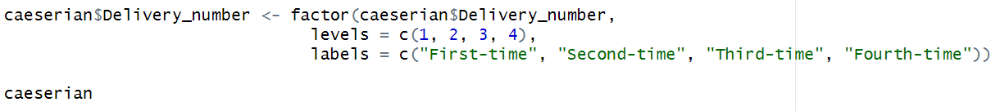 caeserian$Delivery_number <- factor(caeserian$Delivery_number,
                                levels = c(1, 2, 3, 4),
                                labels = c("First-time", "Second-time", "Third-time", "Fourth-time"))
caeserian